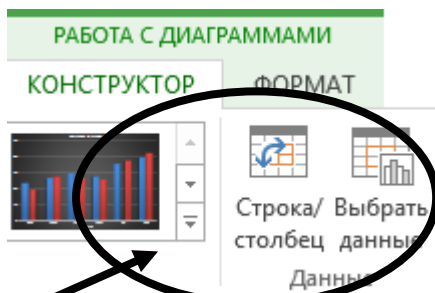 РАБОТА С ДИАГРАММАМИ
КОНСТРУКТОР ФОРМАТ
Строка/ Выбрать
столбец данные
Данные